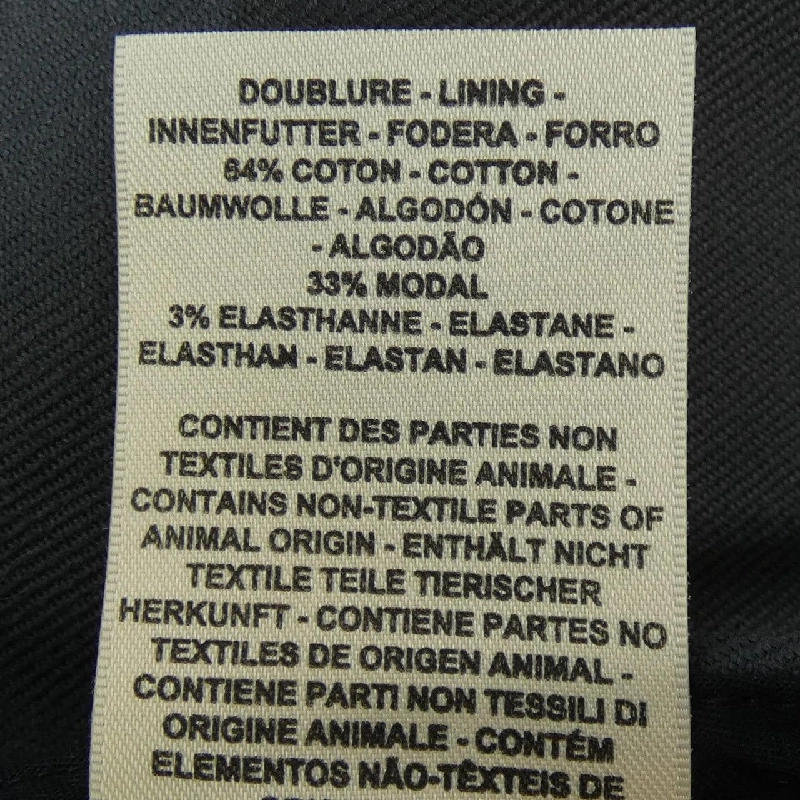 DOUBLURE - LINING -
INNENFUTTER - FODERA - FORRO
64% COTON - COTTON -
BAUMWOLLE - ALGODÓN - COTONE
- ALGODÃO
33% MODAL
3% ELASTHANNE - ELASTANE -
ELASTHAN - ELASTAN - ELASTANO
CONTIENT DES PARTIES NON
TEXTILES D'ORIGINE ANIMALE -
CONTAINS NON-TEXTILE PARTS OF
ANIMAL ORIGIN - ENTHÄLT NICHT
TEXTILE TEILE TIERISCHER
HERKUNFT - CONTIENE PARTES NO
TEXTILES DE ORIGEN ANIMAL -
CONTIENE PARTI NON TESSILI DI
ORIGINE ANIMALE - CONTÉM
ELEMENTOS NÃO-TÊXTEIS DE